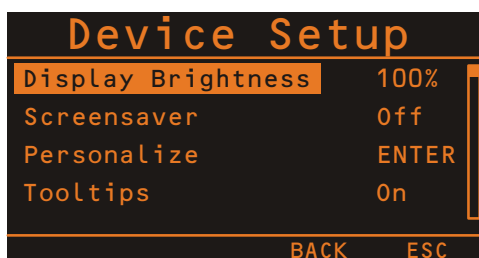 Device Setup
Display Brightness 100%
Screensaver Off
Personalize ENTER
Tooltips On
BACK ESC